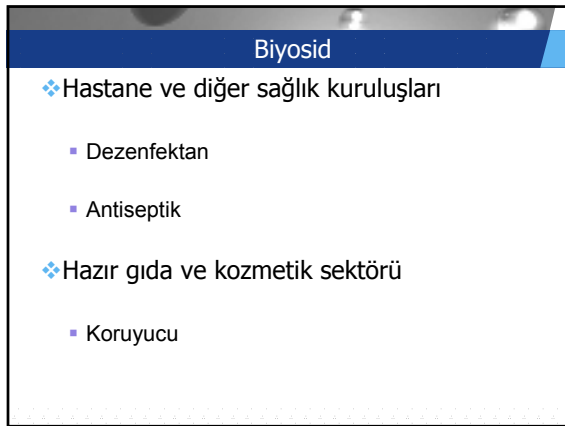 Biyosid
Hastane ve diğer sağlık kuruluşları
Dezenfektan
Antiseptik
Hazır gıda ve kozmetik sektörü
Koruyucu